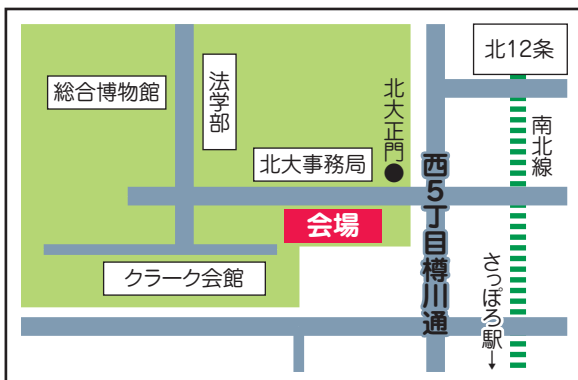 北12条
総合博物館
法学部
北大正門
南北線
北大事務局
西5丁目樽川通
会場
クラーク会館
さっぽろ駅↓